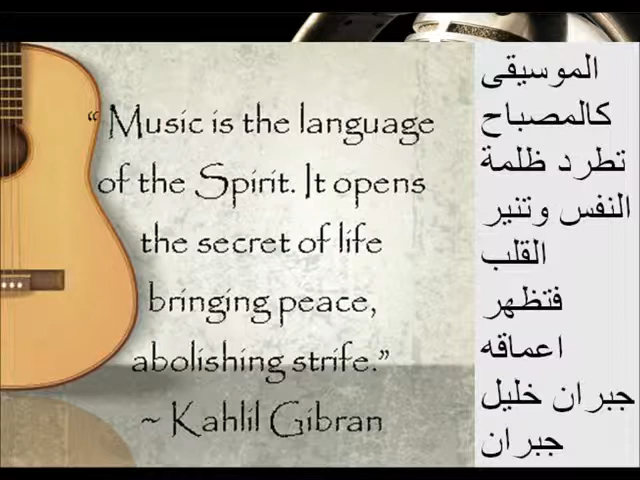 “ Music is the language
of the Spirit. It opens
the secret of life
bringing peace,
abolishing strife.”
~ Kahlil Gibran
الموسيقى
كالمصباح
تطرد ظلمة
النفس وتنير
القلب
فتظهر
اعماقه
جبران خليل
جبران